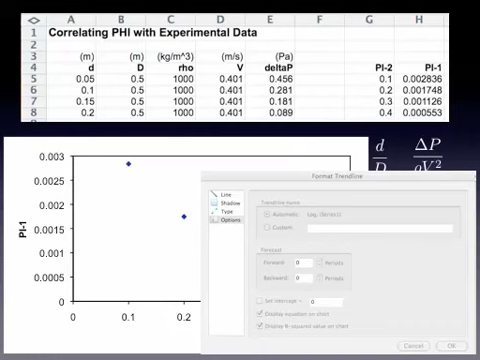 A B C D E F G H
1 Correlating PHI with Experimental Data
2
3 (m) (m) (kg/m^3) (m/s) (Pa)
4 d D rho V deltaP PI-2 PI-1
5 0.05 0.5 1000 0.401 0.456 0.1 0.002836
6 0.1 0.5 1000 0.401 0.281 0.2 0.001748
7 0.15 0.5 1000 0.401 0.181 0.3 0.001126
8 0.2 0.5 1000 0.401 0.089 0.4 0.000553
d/D ΔP/ρV²
0.003
0.0025
0.002
0.0015
0.001
0.0005
0
PI-1
0 0.1 0.2
Format Trendline
Line
Shadow
Type
Options
Trendline name
Automatic: Log. (Series1)
Custom:
Forecast
Forward: 0 Periods
Backward: 0 Periods
Set intercept = 0
Display equation on chart
Display R-squared value on chart
Cancel OK